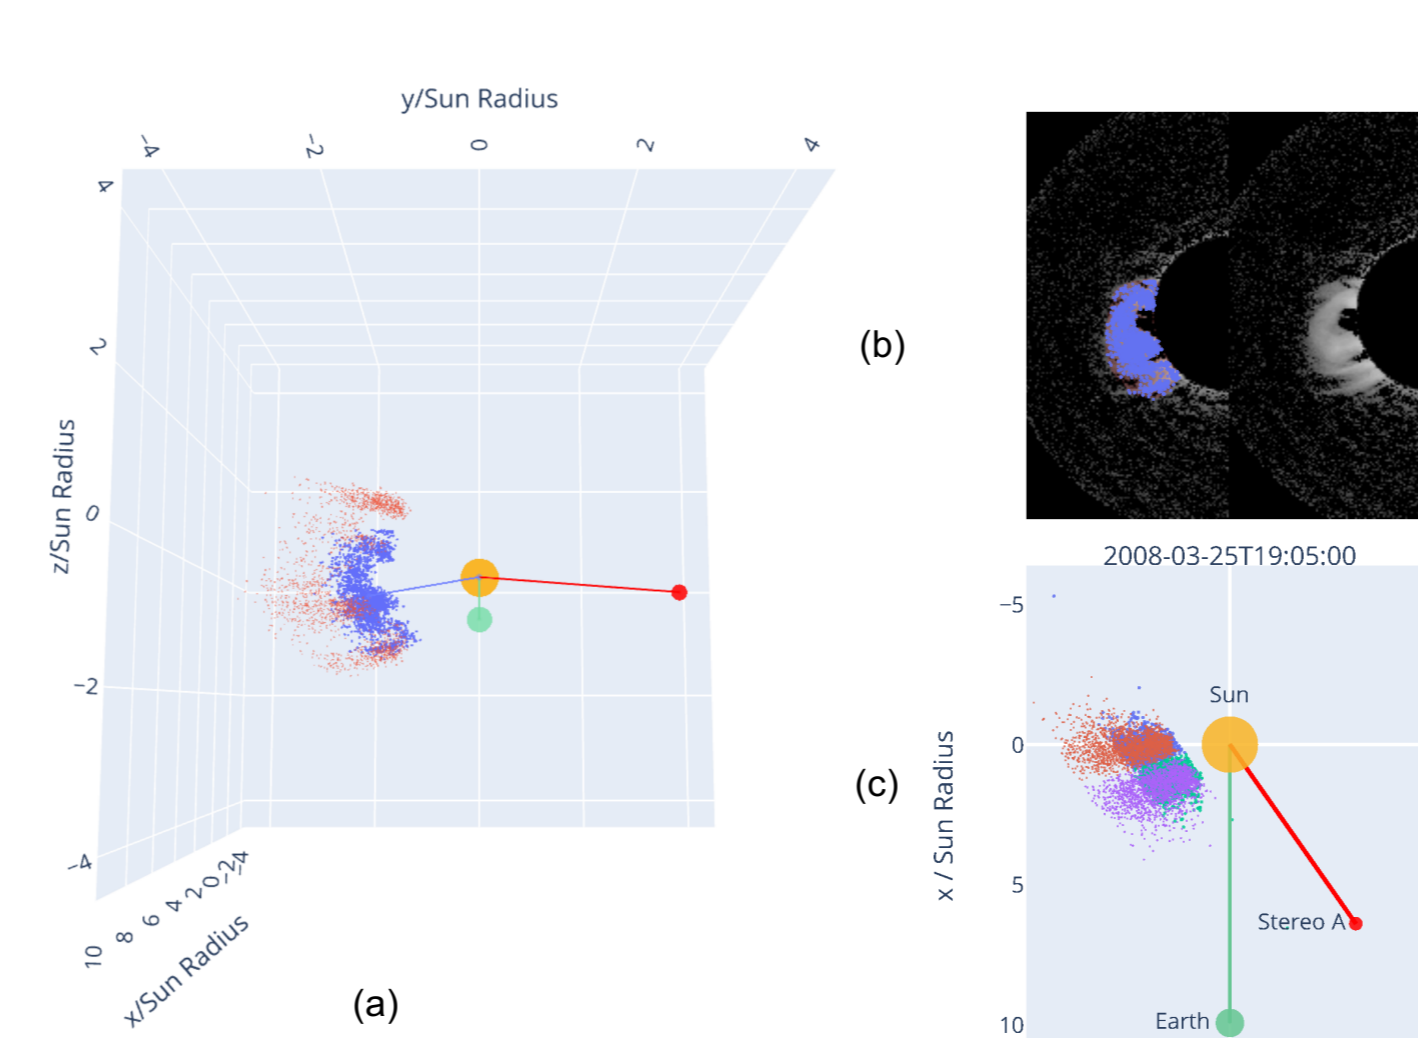 y/Sun Radius
−4
−2
0
2
4
4
2
0
−2
−4
z/Sun Radius
10
8
6
4
2
0
−2
−4
x/Sun Radius
(a)
(b)
2008-03-25T19:05:00
−5
0
5
10
x / Sun Radius
Sun
Stereo A
Earth
(c)